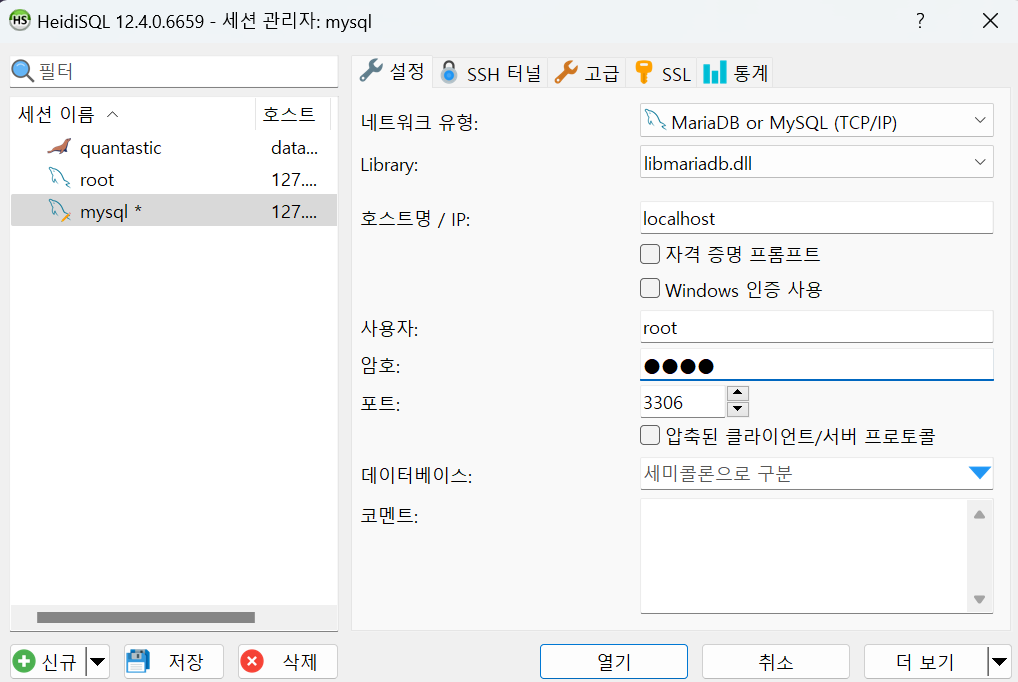 HS HeidiSQL 12.4.0.6659 - 세션 관리자: mysql ?
필터
세션 이름 호스트
quantastic data...
root 127....
mysql * 127....
설정 SSH 터널 고급 SSL 통계
네트워크 유형: MariaDB or MySQL (TCP/IP)
Library: libmariadb.dll
호스트명 / IP: localhost
자격 증명 프롬프트
Windows 인증 사용
사용자: root
암호: ●●●●
포트: 3306
압축된 클라이언트/서버 프로토콜
데이터베이스: 세미콜론으로 구분
코멘트:
신규 저장 삭제 열기 취소 더 보기